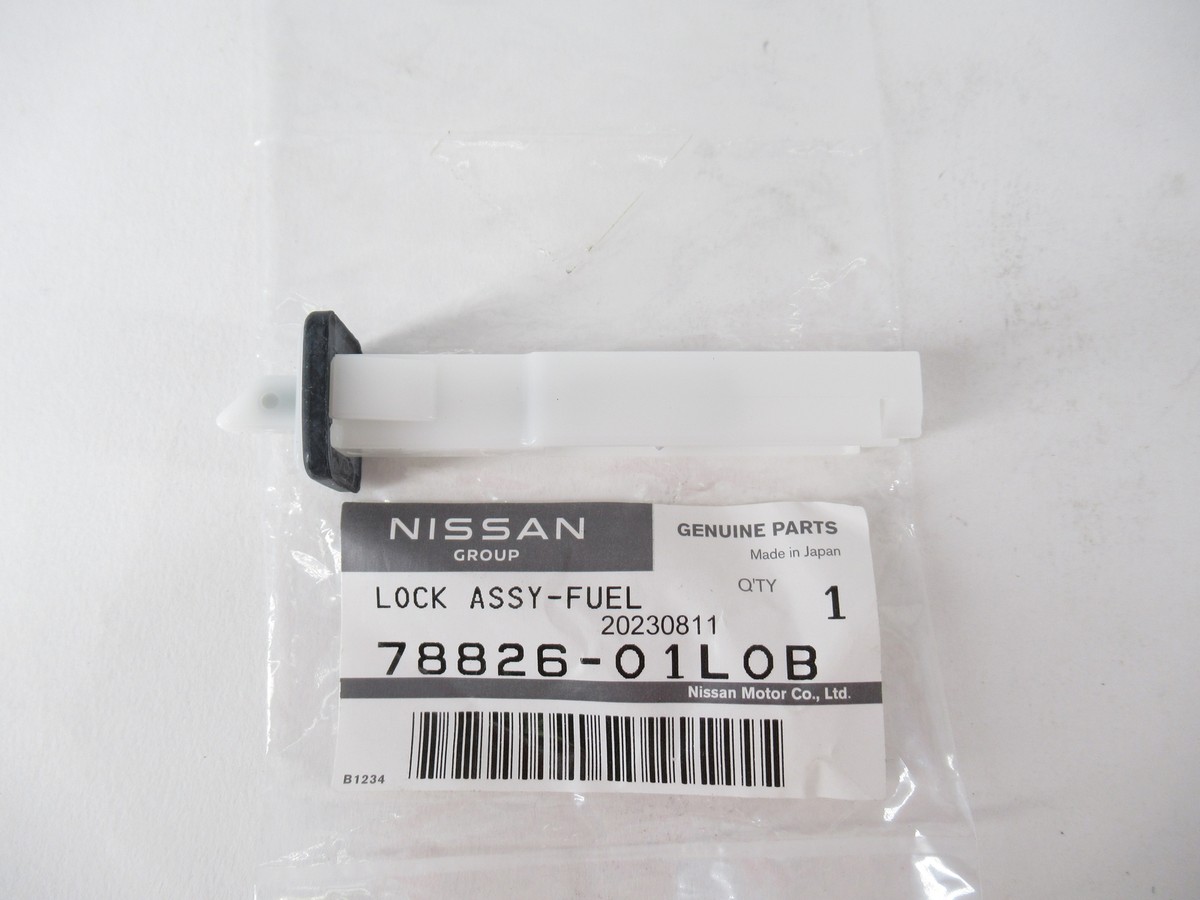 NISSAN
GROUP
GENUINE PARTS
Made in Japan
LOCK ASSY-FUEL
Q'TY
1
20230811
78826-01L0B
Nissan Motor Co., Ltd.
B1234